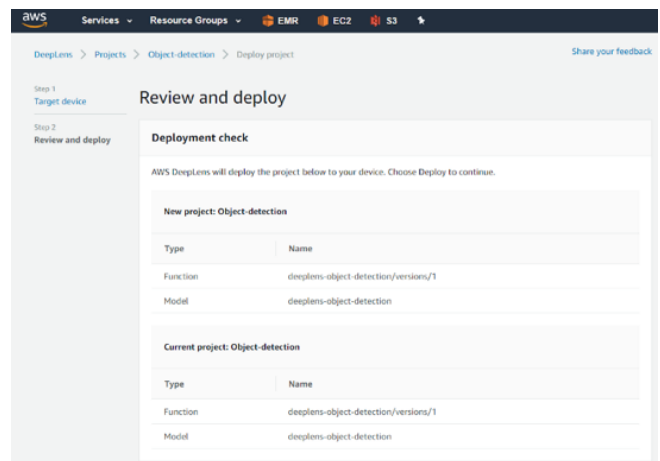 aws Services Resource Groups EMR EC2 S3
DeepLens > Projects > Object-detection > Deploy project Share your feedback
Step 1
Target device
Step 2
Review and deploy
Review and deploy
Deployment check
AWS DeepLens will deploy the project below to your device. Choose Deploy to continue.
New project: Object-detection
Type Name
Function deeplens-object-detection/versions/1
Model deeplens-object-detection
Current project: Object-detection
Type Name
Function deeplens-object-detection/versions/1
Model deeplens-object-detection